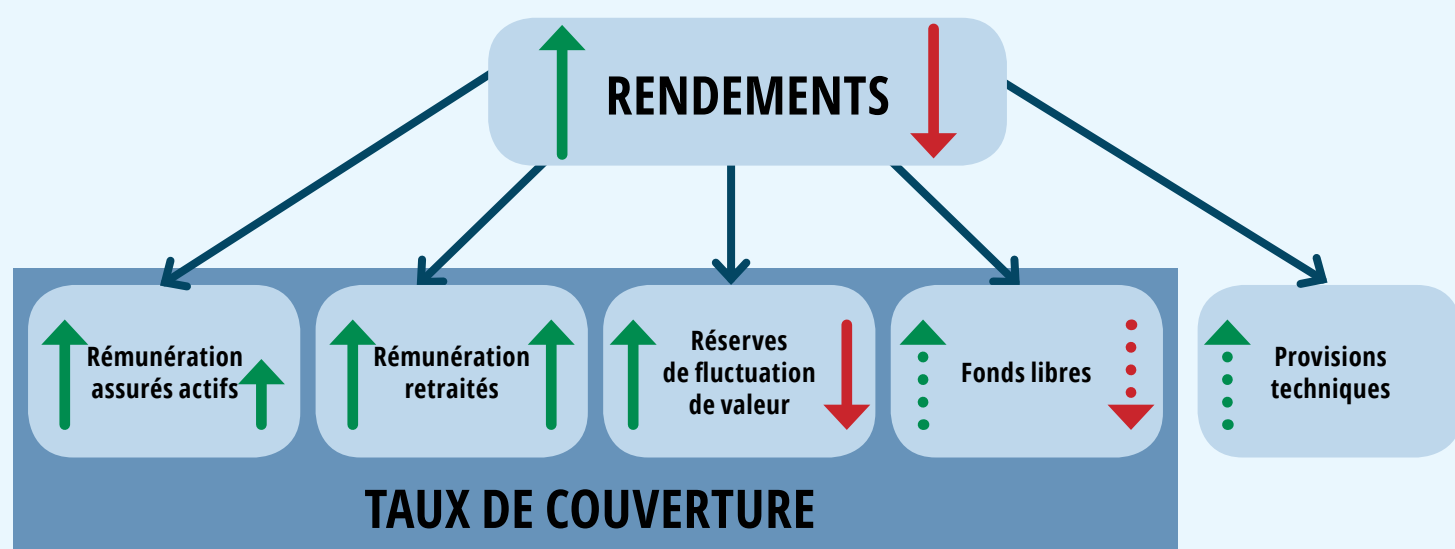 RENDEMENTS
Rémunération
assurés actifs
Rémunération
retraités
Réserves
de fluctuation
de valeur
Fonds libres
Provisions
techniques
TAUX DE COUVERTURE